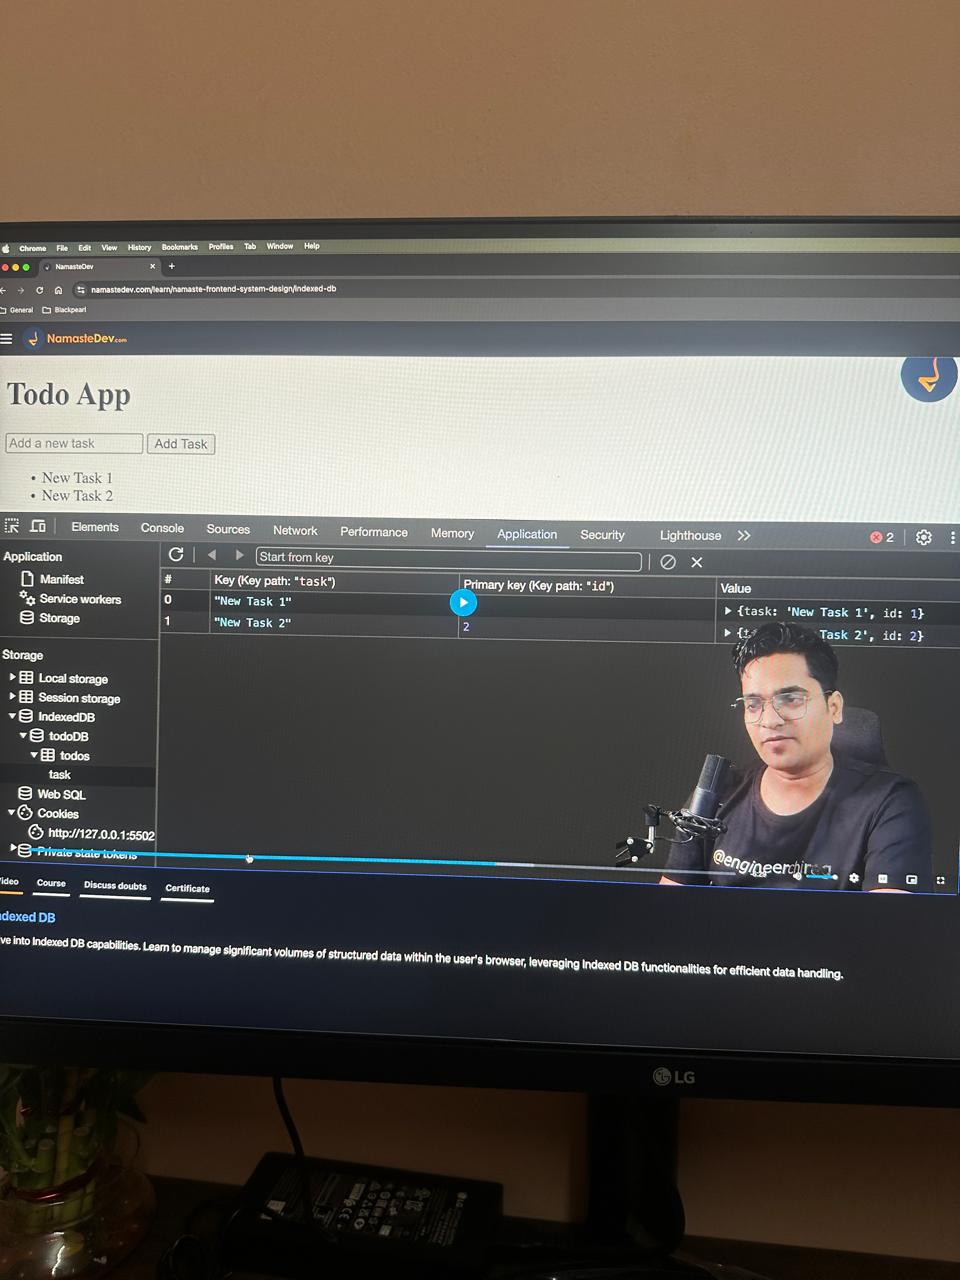 Chrome File Edit View History Bookmarks Profiles Tab Window Help
NamasteDev
namastedev.com/learn/namaste-frontend-system-design/indexed-db
General Blackpearl
NamasteDev.com
Todo App
Add a new task Add Task
• New Task 1
• New Task 2
Elements Console Sources Network Performance Memory Application Security Lighthouse 2
Application
Manifest
Service workers
Storage
Storage
Local storage
Session storage
IndexedDB
todoDB
todos
task
Web SQL
Cookies
http://127.0.0.1:5502
Private state tokens
Start from key
# Key (Key path: "task") Primary key (Key path: "id") Value
0 "New Task 1" {task: 'New Task 1', id: 1}
1 "New Task 2" 2 Task 2', id: 2}
ideo Course Discuss doubts Certificate
ndexed DB
ve into Indexed DB capabilities. Learn to manage significant volumes of structured data within the user's browser, leveraging Indexed DB functionalities for efficient data handling.
LG